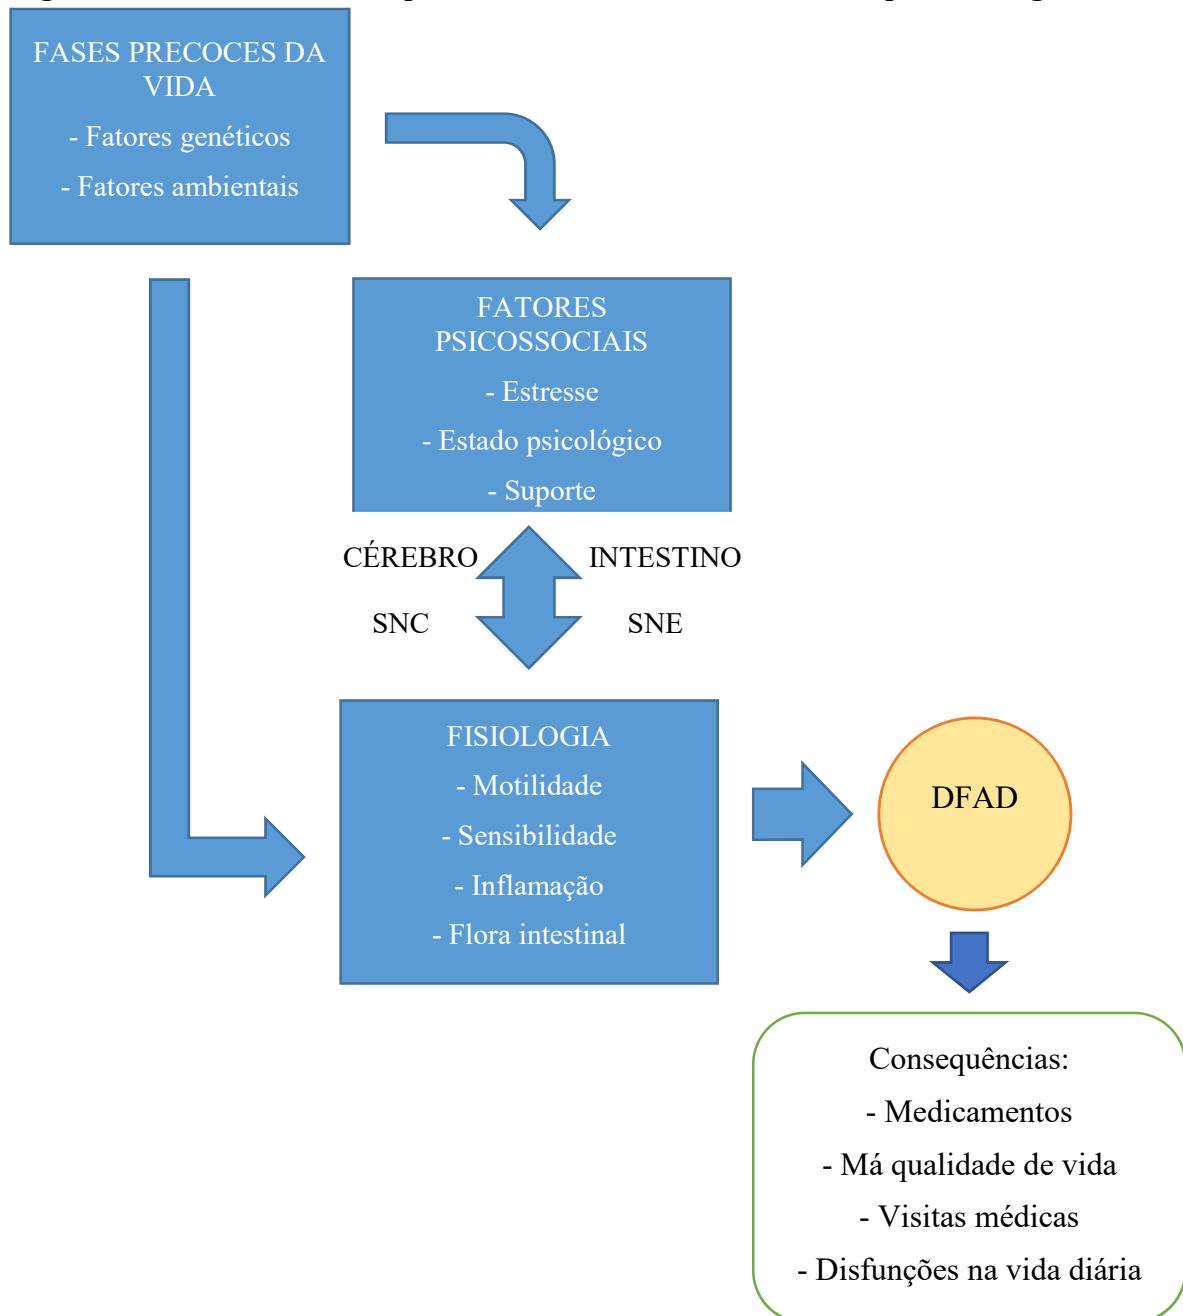 FASES PRECOCES DA
VIDA
- Fatores genéticos
- Fatores ambientais
FATORES
PSICOSSOCIAIS
- Estresse
- Estado psicológico
- Suporte
CÉREBRO
INTESTINO
SNC
SNE
FISIOLOGIA
- Motilidade
- Sensibilidade
- Inflamação
- Flora intestinal
DFAD
Consequências:
- Medicamentos
- Má qualidade de vida
- Visitas médicas
- Disfunções na vida diária